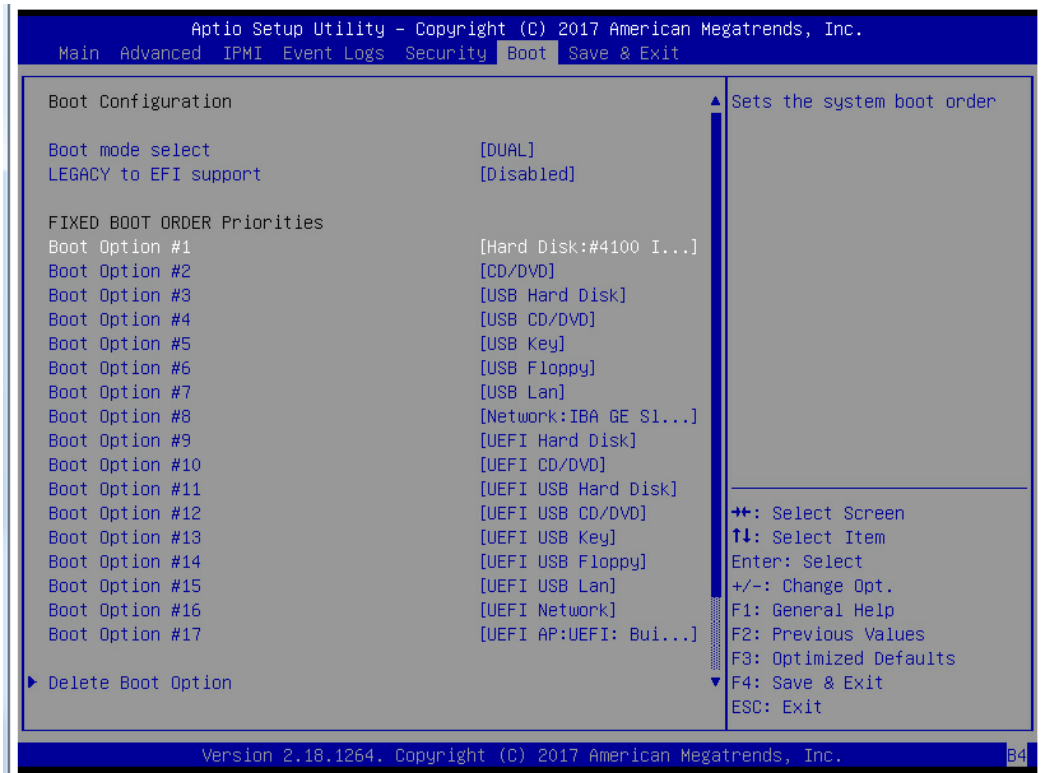 Aptio Setup Utility – Copyright (C) 2017 American Megatrends, Inc.
Main Advanced IPMI Event Logs Security Boot Save & Exit
Boot Configuration
Boot mode select [DUAL]
LEGACY to EFI support [Disabled]
FIXED BOOT ORDER Priorities
Boot Option #1 [Hard Disk:#4100 I...]
Boot Option #2 [CD/DVD]
Boot Option #3 [USB Hard Disk]
Boot Option #4 [USB CD/DVD]
Boot Option #5 [USB Key]
Boot Option #6 [USB Floppy]
Boot Option #7 [USB Lan]
Boot Option #8 [Network:IBA GE Sl...]
Boot Option #9 [UEFI Hard Disk]
Boot Option #10 [UEFI CD/DVD]
Boot Option #11 [UEFI USB Hard Disk]
Boot Option #12 [UEFI USB CD/DVD]
Boot Option #13 [UEFI USB Key]
Boot Option #14 [UEFI USB Floppy]
Boot Option #15 [UEFI USB Lan]
Boot Option #16 [UEFI Network]
Boot Option #17 [UEFI AP:UEFI: Bui...]
▶ Delete Boot Option
Sets the system boot order
→←: Select Screen
↑↓: Select Item
Enter: Select
+/-: Change Opt.
F1: General Help
F2: Previous Values
F3: Optimized Defaults
F4: Save & Exit
ESC: Exit
Version 2.18.1264. Copyright (C) 2017 American Megatrends, Inc.
B4